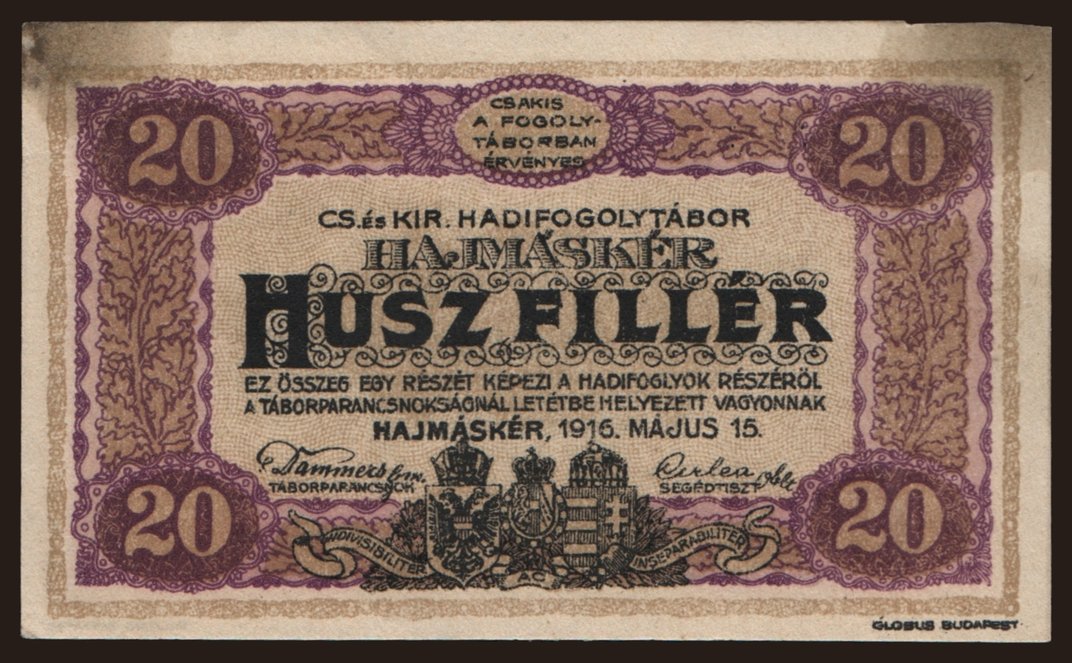 20
CSAKIS
A FOGOLY-
TÁBORBAN
ÉRVÉNYES
20
CS. és KIR. HADIFOGOLYTÁBOR
HAJMÁSKÉR
HUSZ FILLÉR
EZ ÖSSZEG EGY RÉSZÉT KÉPEZI A HADIFOGLYOK RÉSZÉRÖL
A TÁBORPARANCSNOKSÁGNÁL LETÉTBE HELYEZETT VAGYONNAK
HAJMÁSKÉR, 1916. MÁJUS 15.
TÁBORPARANCSNOK
SEGÉDTISZT
20
INDIVISIBILITER
AC
INSEPARABILITER
20
GLOBUS BUDAPEST